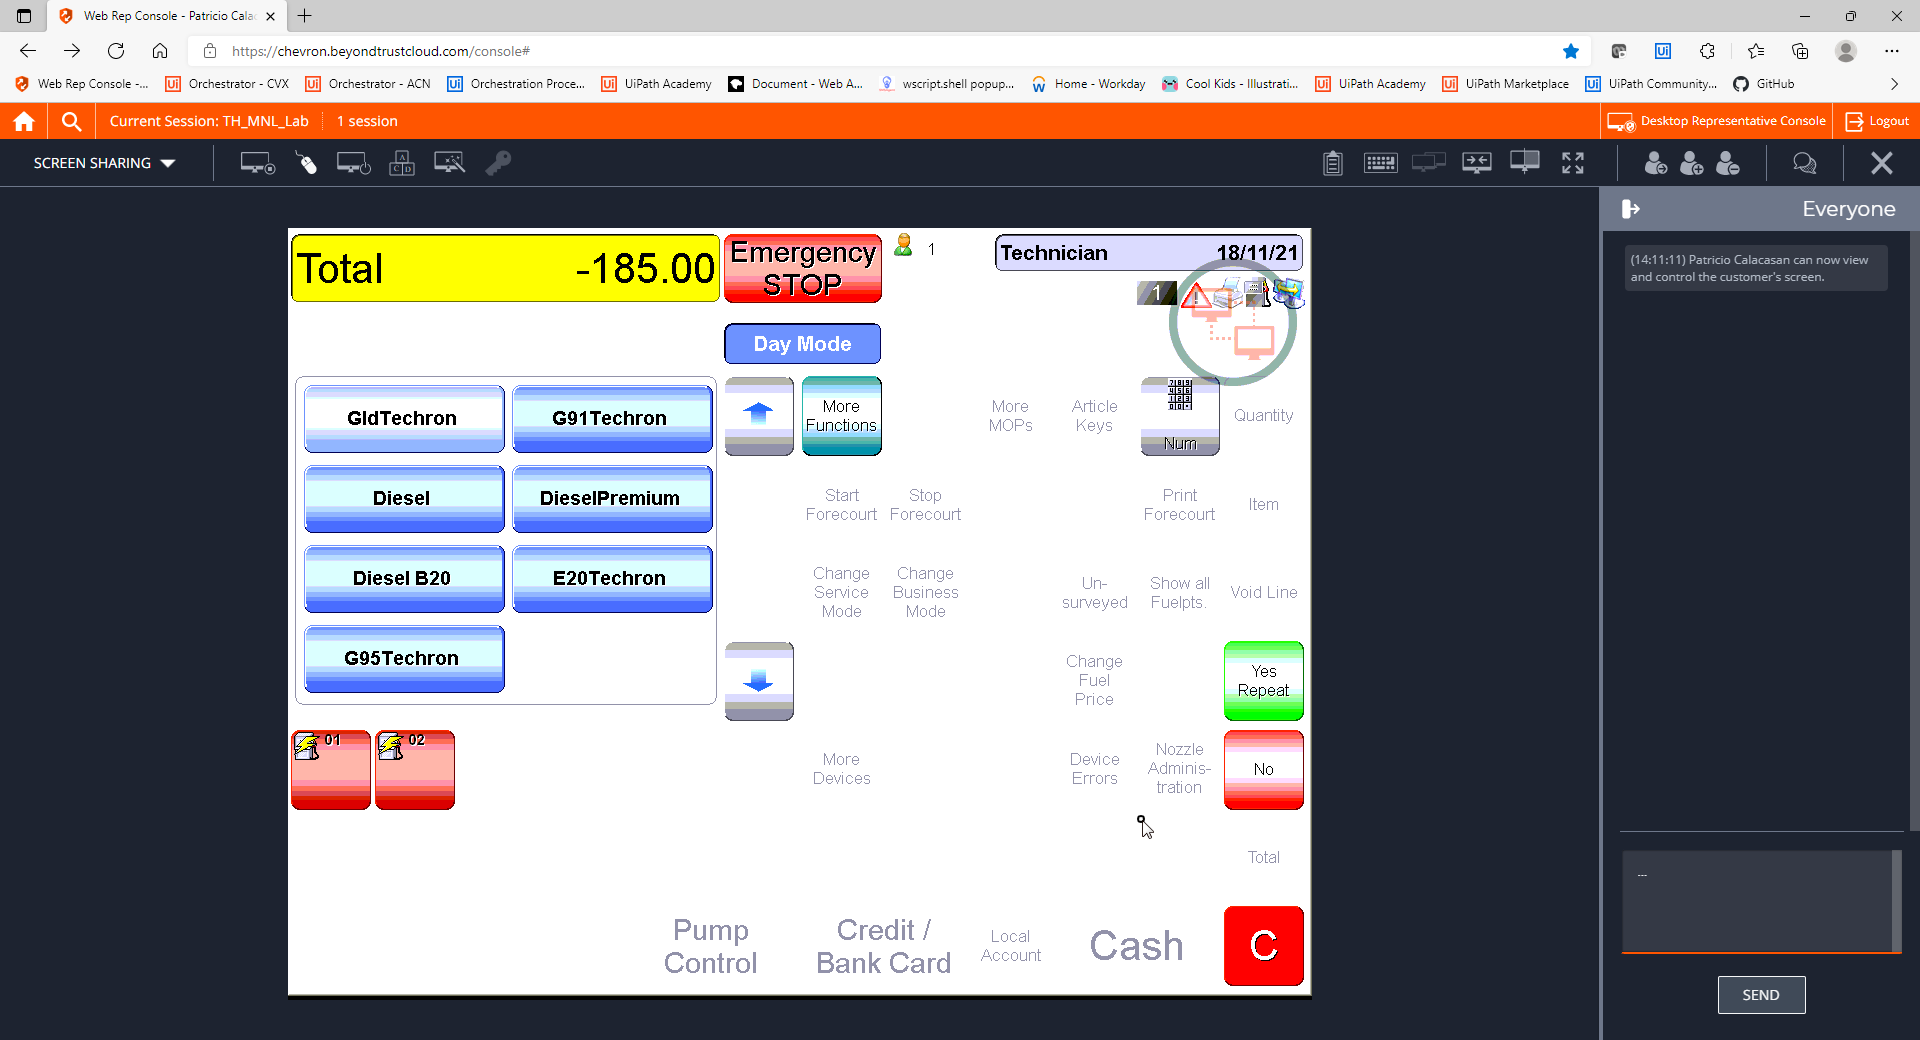 Web Rep Console - Patricio Cala
https://chevron.beyondtrustcloud.com/console#
Web Rep Console -...
Orchestrator - CVX
Orchestrator - ACN
Orchestration Proce...
UiPath Academy
Document - Web A...
wscript.shell popup...
Home - Workday
Cool Kids - Illustrati...
UiPath Academy
UiPath Marketplace
UiPath Community...
GitHub
Current Session: TH_MNL_Lab
1 session
Desktop Representative Console
Logout
SCREEN SHARING
Everyone
(14:11:11) Patricio Calacasan can now view
and control the customer's screen.
Total -185.00
Emergency
STOP
1
Technician 18/11/21
1
Day Mode
GldTechron
G91Techron
Diesel
DieselPremium
Diesel B20
E20Techron
G95Techron
More
Functions
More
MOPs
Article
Keys
Num
Quantity
Start
Forecourt
Stop
Forecourt
Print
Forecourt
Item
Change
Service
Mode
Change
Business
Mode
Un-
surveyed
Show all
Fuelpts.
Void Line
Change
Fuel
Price
Yes
Repeat
01
02
More
Devices
Device
Errors
Nozzle
Adminis-
tration
No
Total
Pump
Control
Credit /
Bank Card
Local
Account
Cash
C
...
SEND